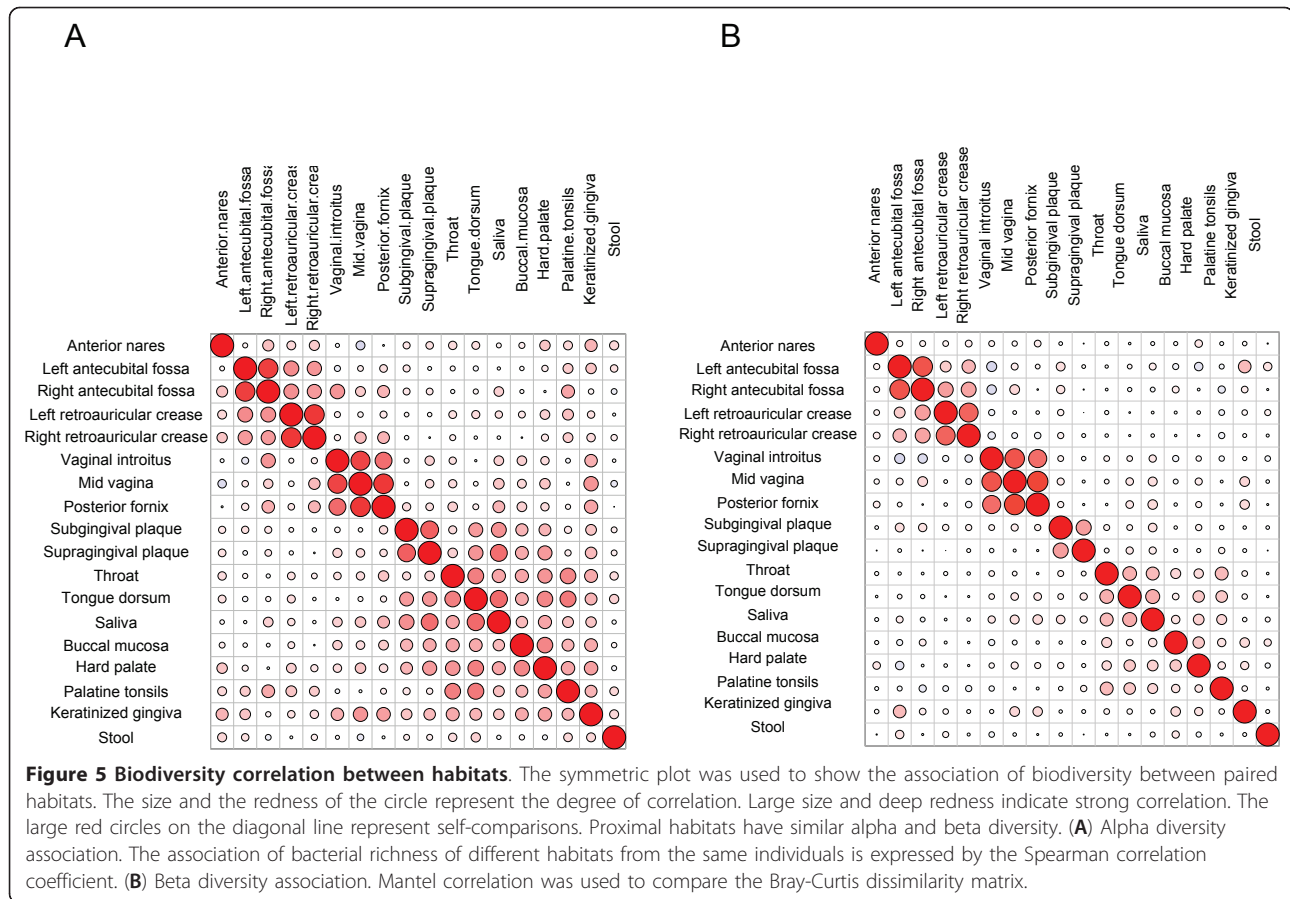 A
B
Anterior.nares
Left.antecubital.fossa
Right.antecubital.fossa
Left.retroauricular.creas
Right.retroauricular.crea
Vaginal.introitus
Mid.vagina
Posterior.fornix
Subgingival.plaque
Supragingival.plaque
Throat
Tongue.dorsum
Saliva
Buccal.mucosa
Hard.palate
Palatine.tonsils
Keratinized.gingiva
Stool
Anterior nares
Left antecubital fossa
Right antecubital fossa
Left retroauricular crease
Right retroauricular crease
Vaginal introitus
Mid vagina
Posterior fornix
Subgingival plaque
Supragingival plaque
Throat
Tongue dorsum
Saliva
Buccal mucosa
Hard palate
Palatine tonsils
Keratinized gingiva
Stool
Anterior nares
Left antecubital fossa
Right antecubital fossa
Left retroauricular crease
Right retroauricular crease
Vaginal introitus
Mid vagina
Posterior fornix
Subgingival plaque
Supragingival plaque
Throat
Tongue dorsum
Saliva
Buccal mucosa
Hard palate
Palatine tonsils
Keratinized gingiva
Stool
Anterior nares
Left antecubital fossa
Right antecubital fossa
Left retroauricular crease
Right retroauricular crease
Vaginal introitus
Mid vagina
Posterior fornix
Subgingival plaque
Supragingival plaque
Throat
Tongue dorsum
Saliva
Buccal mucosa
Hard palate
Palatine tonsils
Keratinized gingiva
Stool
Figure 5 Biodiversity correlation between habitats. The symmetric plot was used to show the association of biodiversity between paired
habitats. The size and the redness of the circle represent the degree of correlation. Large size and deep redness indicate strong correlation. The
large red circles on the diagonal line represent self-comparisons. Proximal habitats have similar alpha and beta diversity. (A) Alpha diversity
association. The association of bacterial richness of different habitats from the same individuals is expressed by the Spearman correlation
coefficient. (B) Beta diversity association. Mantel correlation was used to compare the Bray-Curtis dissimilarity matrix.